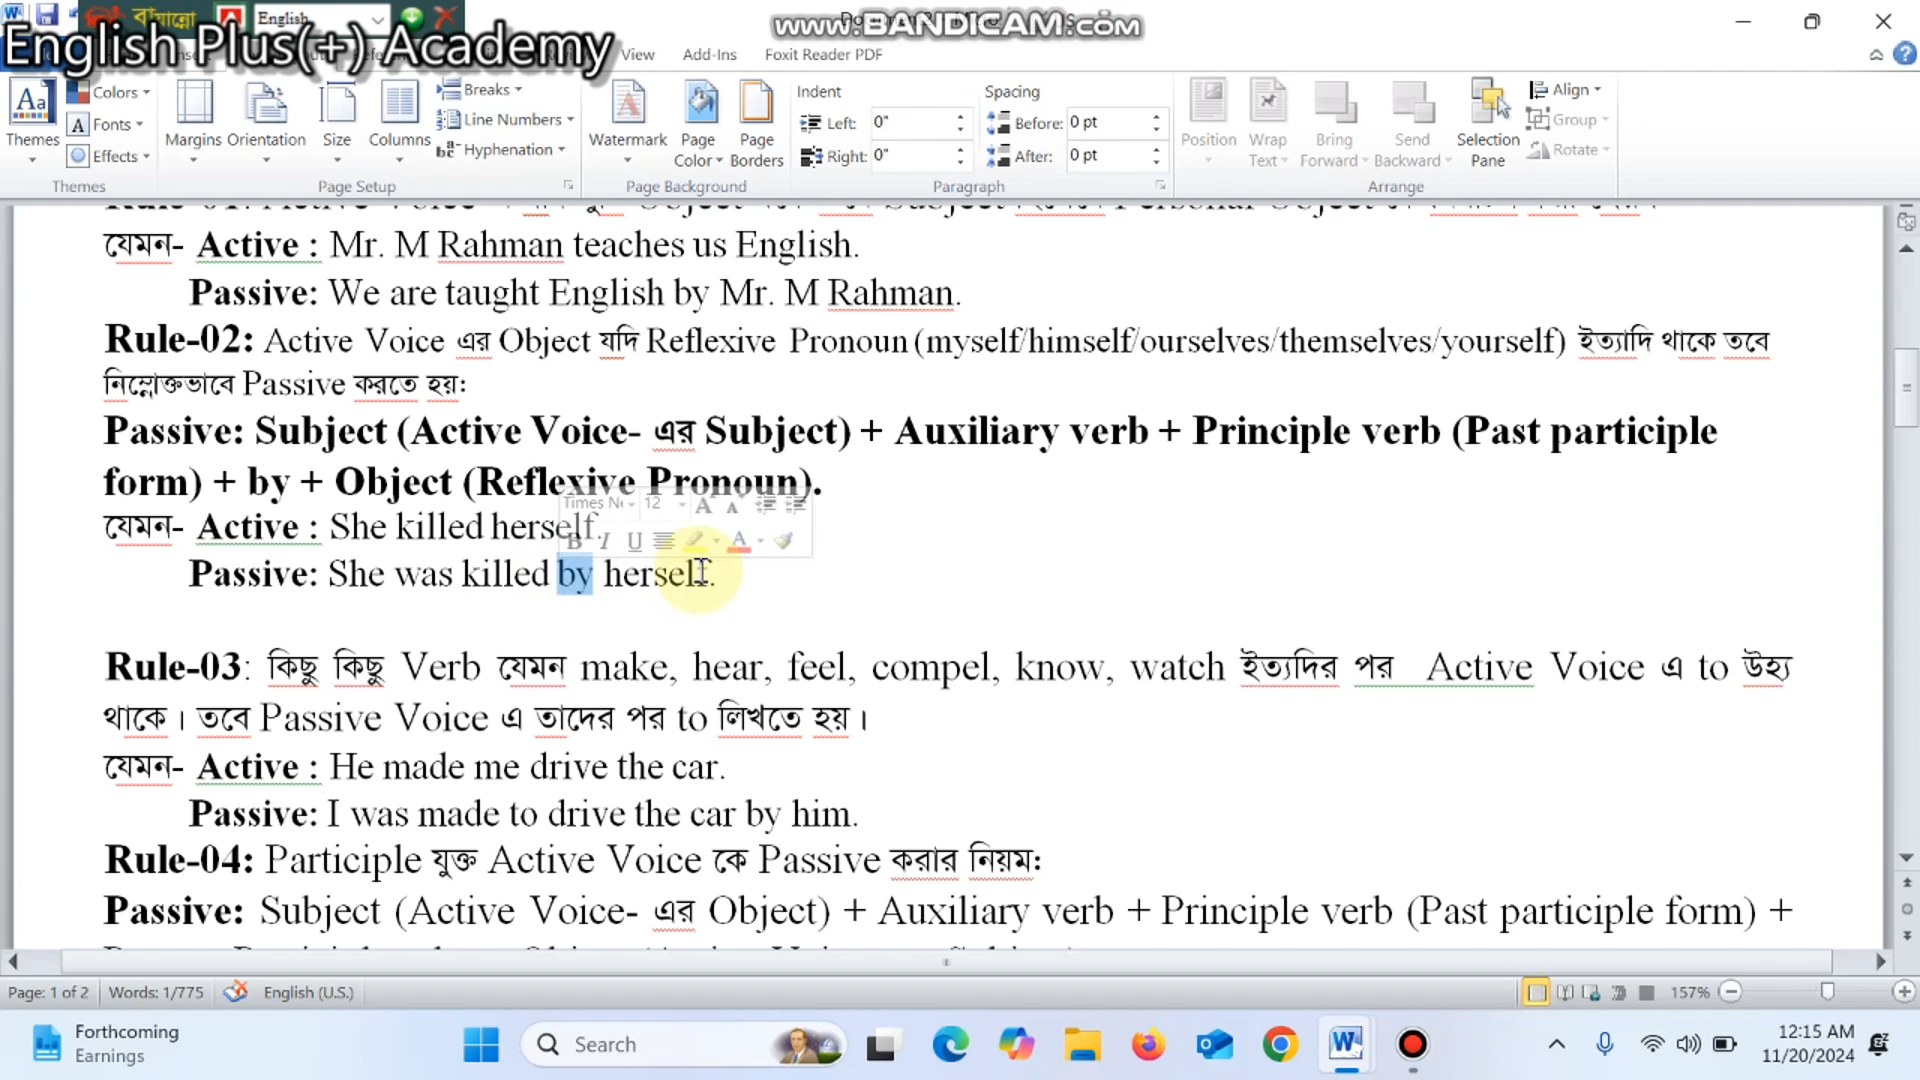 বায়ান্নো English
www.BANDICAM.com
English Plus(+) Academy
View Add-Ins Foxit Reader PDF
Themes Colors Fonts Effects
Margins Orientation Size Columns Breaks Line Numbers Hyphenation
Watermark Page Color Page Borders
Indent Left: 0" Right: 0"
Spacing Before: 0 pt After: 0 pt
Position Wrap Text Bring Forward Send Backward Selection Pane Align Group Rotate
Themes Page Setup Page Background Paragraph Arrange
যেমন- Active : Mr. M Rahman teaches us English.
Passive: We are taught English by Mr. M Rahman.
Rule-02: Active Voice এর Object যদি Reflexive Pronoun (myself/himself/ourselves/themselves/yourself) ইত্যাদি থাকে তবে
নিম্নোক্তভাবে Passive করতে হয়ঃ
Passive: Subject (Active Voice- এর Subject) + Auxiliary verb + Principle verb (Past participle
form) + by + Object (Reflexive Pronoun).
যেমন- Active : She killed herself.
Passive: She was killed by herself.
Rule-03: কিছু কিছু Verb যেমন make, hear, feel, compel, know, watch ইত্যদির পর Active Voice এ to উহ্য
থাকে। তবে Passive Voice এ তাদের পর to লিখতে হয়।
যেমন- Active : He made me drive the car.
Passive: I was made to drive the car by him.
Rule-04: Participle যুক্ত Active Voice কে Passive করার নিয়মঃ
Passive: Subject (Active Voice- এর Object) + Auxiliary verb + Principle verb (Past participle form) +
Page: 1 of 2 Words: 1/775 English (U.S.) 157%
Forthcoming
Earnings
Search
12:15 AM
11/20/2024